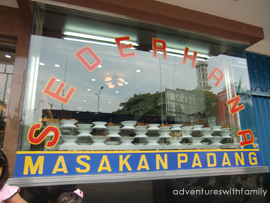 SEDERHANA
MASAKAN PADANG
adventureswithfamily